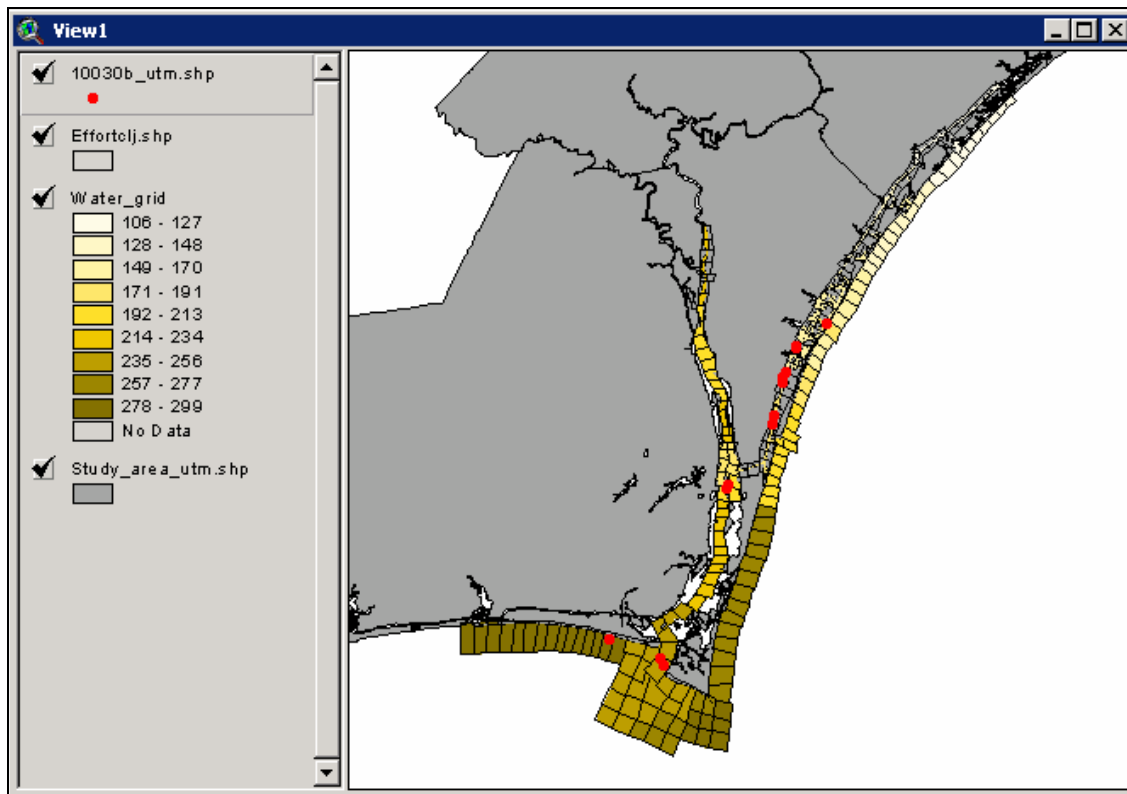 View1
10030b_utm.shp
Effortclj.shp
Water_grid
106 - 127
128 - 148
149 - 170
171 - 191
192 - 213
214 - 234
235 - 256
257 - 277
278 - 299
No Data
Study_area_utm.shp